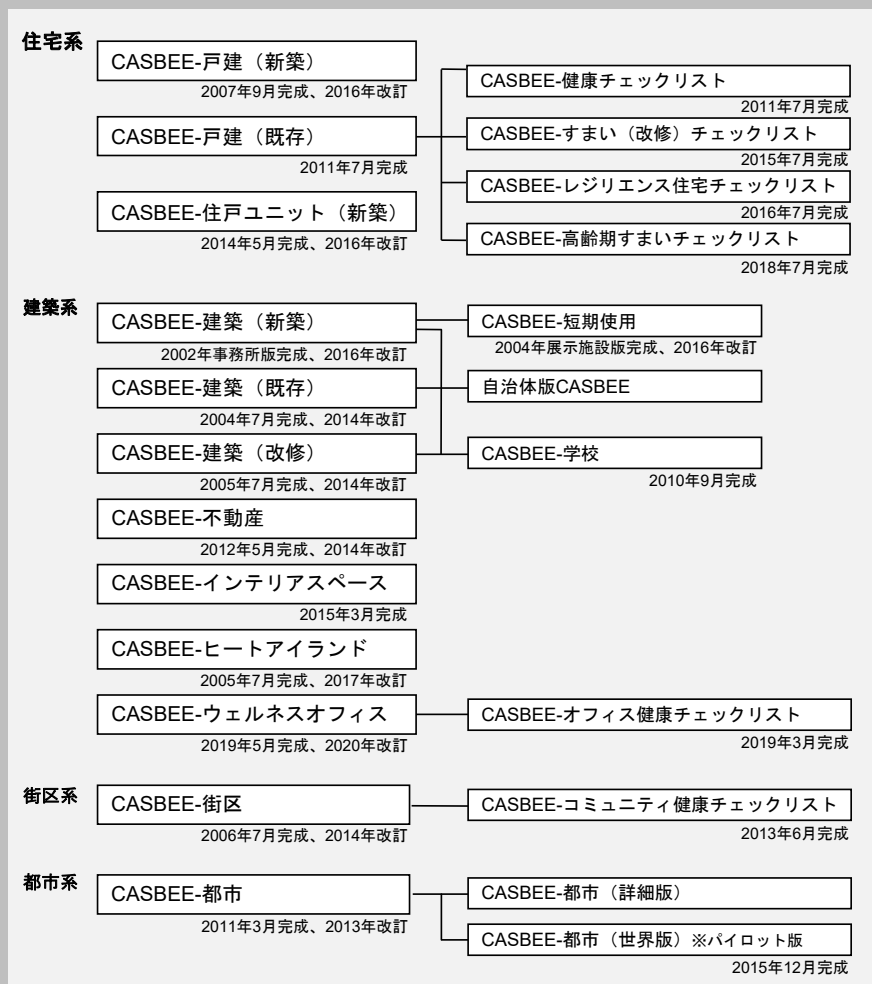 住宅系
CASBEE-戸建（新築）
2007年9月完成、2016年改訂
CASBEE-戸建（既存）
2011年7月完成
CASBEE-住戸ユニット（新築）
2014年5月完成、2016年改訂
CASBEE-健康チェックリスト
2011年7月完成
CASBEE-すまい（改修）チェックリスト
2015年7月完成
CASBEE-レジリエンス住宅チェックリスト
2016年7月完成
CASBEE-高齢期すまいチェックリスト
2018年7月完成
建築系
CASBEE-建築（新築）
2002年事務所版完成、2016年改訂
CASBEE-建築（既存）
2004年7月完成、2014年改訂
CASBEE-建築（改修）
2005年7月完成、2014年改訂
CASBEE-不動産
2012年5月完成、2014年改訂
CASBEE-インテリアスペース
2015年3月完成
CASBEE-ヒートアイランド
2005年7月完成、2017年改訂
CASBEE-ウェルネスオフィス
2019年5月完成、2020年改訂
CASBEE-短期使用
2004年展示施設版完成、2016年改訂
自治体版CASBEE
CASBEE-学校
2010年9月完成
CASBEE-オフィス健康チェックリスト
2019年3月完成
街区系
CASBEE-街区
2006年7月完成、2014年改訂
CASBEE-コミュニティ健康チェックリスト
2013年6月完成
都市系
CASBEE-都市
2011年3月完成、2013年改訂
CASBEE-都市（詳細版）
CASBEE-都市（世界版）※パイロット版
2015年12月完成